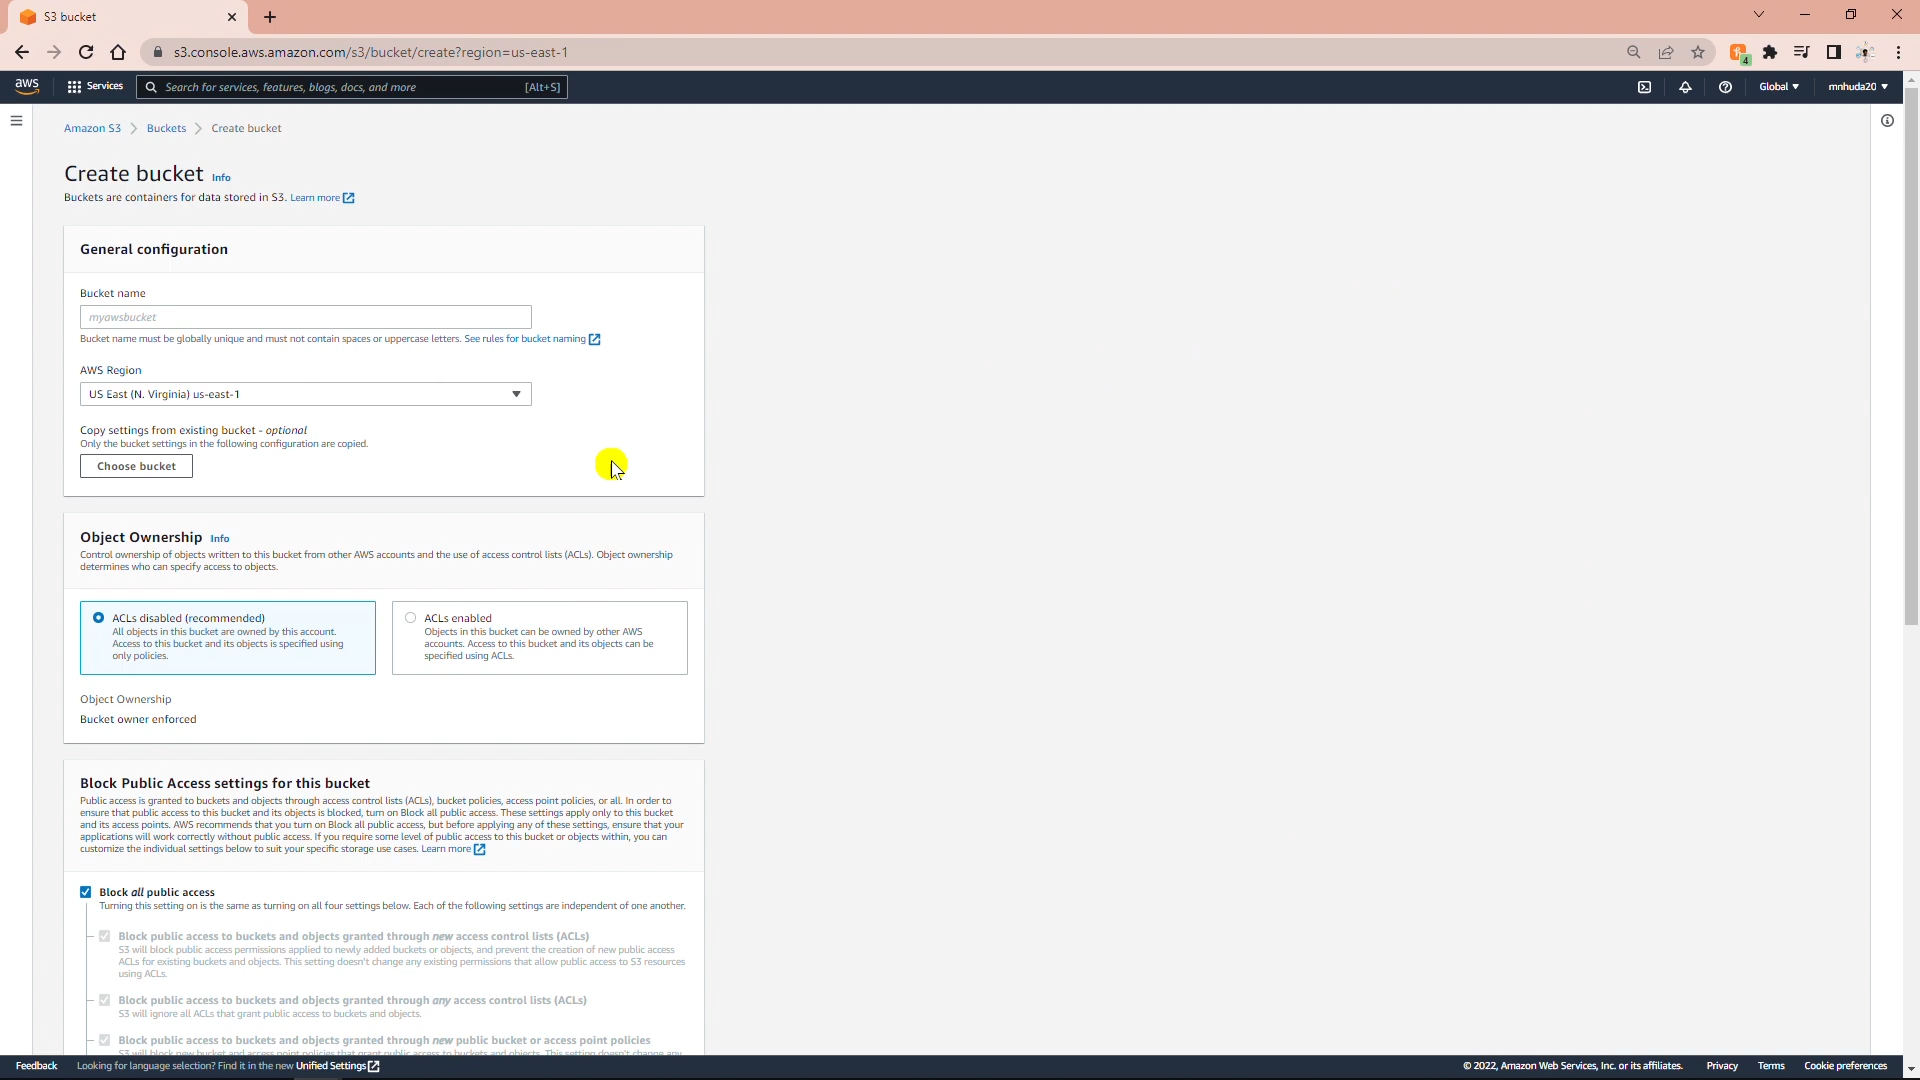 S3 bucket
s3.console.aws.amazon.com/s3/bucket/create?region=us-east-1
4
aws
Services
Search for services, features, blogs, docs, and more
[Alt+S]
Global
mnhuda20
Amazon S3
Buckets
Create bucket
Create bucket Info
Buckets are containers for data stored in S3. Learn more
General configuration
Bucket name
myawsbucket
Bucket name must be globally unique and must not contain spaces or uppercase letters. See rules for bucket naming
AWS Region
US East (N. Virginia) us-east-1
Copy settings from existing bucket - optional
Only the bucket settings in the following configuration are copied.
Choose bucket
Object Ownership Info
Control ownership of objects written to this bucket from other AWS accounts and the use of access control lists (ACLs). Object ownership
determines who can specify access to objects.
ACLs disabled (recommended)
All objects in this bucket are owned by this account.
Access to this bucket and its objects is specified using
only policies.
ACLs enabled
Objects in this bucket can be owned by other AWS
accounts. Access to this bucket and its objects can be
specified using ACLs.
Object Ownership
Bucket owner enforced
Block Public Access settings for this bucket
Public access is granted to buckets and objects through access control lists (ACLs), bucket policies, access point policies, or all. In order to
ensure that public access to this bucket and its objects is blocked, turn on Block all public access. These settings apply only to this bucket
and its access points. AWS recommends that you turn on Block all public access, but before applying any of these settings, ensure that your
applications will work correctly without public access. If you require some level of public access to this bucket or objects within, you can
customize the individual settings below to suit your specific storage use cases. Learn more
Block all public access
Turning this setting on is the same as turning on all four settings below. Each of the following settings are independent of one another.
Block public access to buckets and objects granted through new access control lists (ACLs)
S3 will block public access permissions applied to newly added buckets or objects, and prevent the creation of new public access
ACLs for existing buckets and objects. This setting doesn't change any existing permissions that allow public access to S3 resources
using ACLs.
Block public access to buckets and objects granted through any access control lists (ACLs)
S3 will ignore all ACLs that grant public access to buckets and objects.
Block public access to buckets and objects granted through new public bucket or access point policies
S3 will block new bucket and access point policies that grant public access to buckets and objects. This setting doesn't change any
Feedback
Looking for language selection? Find it in the new Unified Settings
© 2022, Amazon Web Services, Inc. or its affiliates.
Privacy
Terms
Cookie preferences